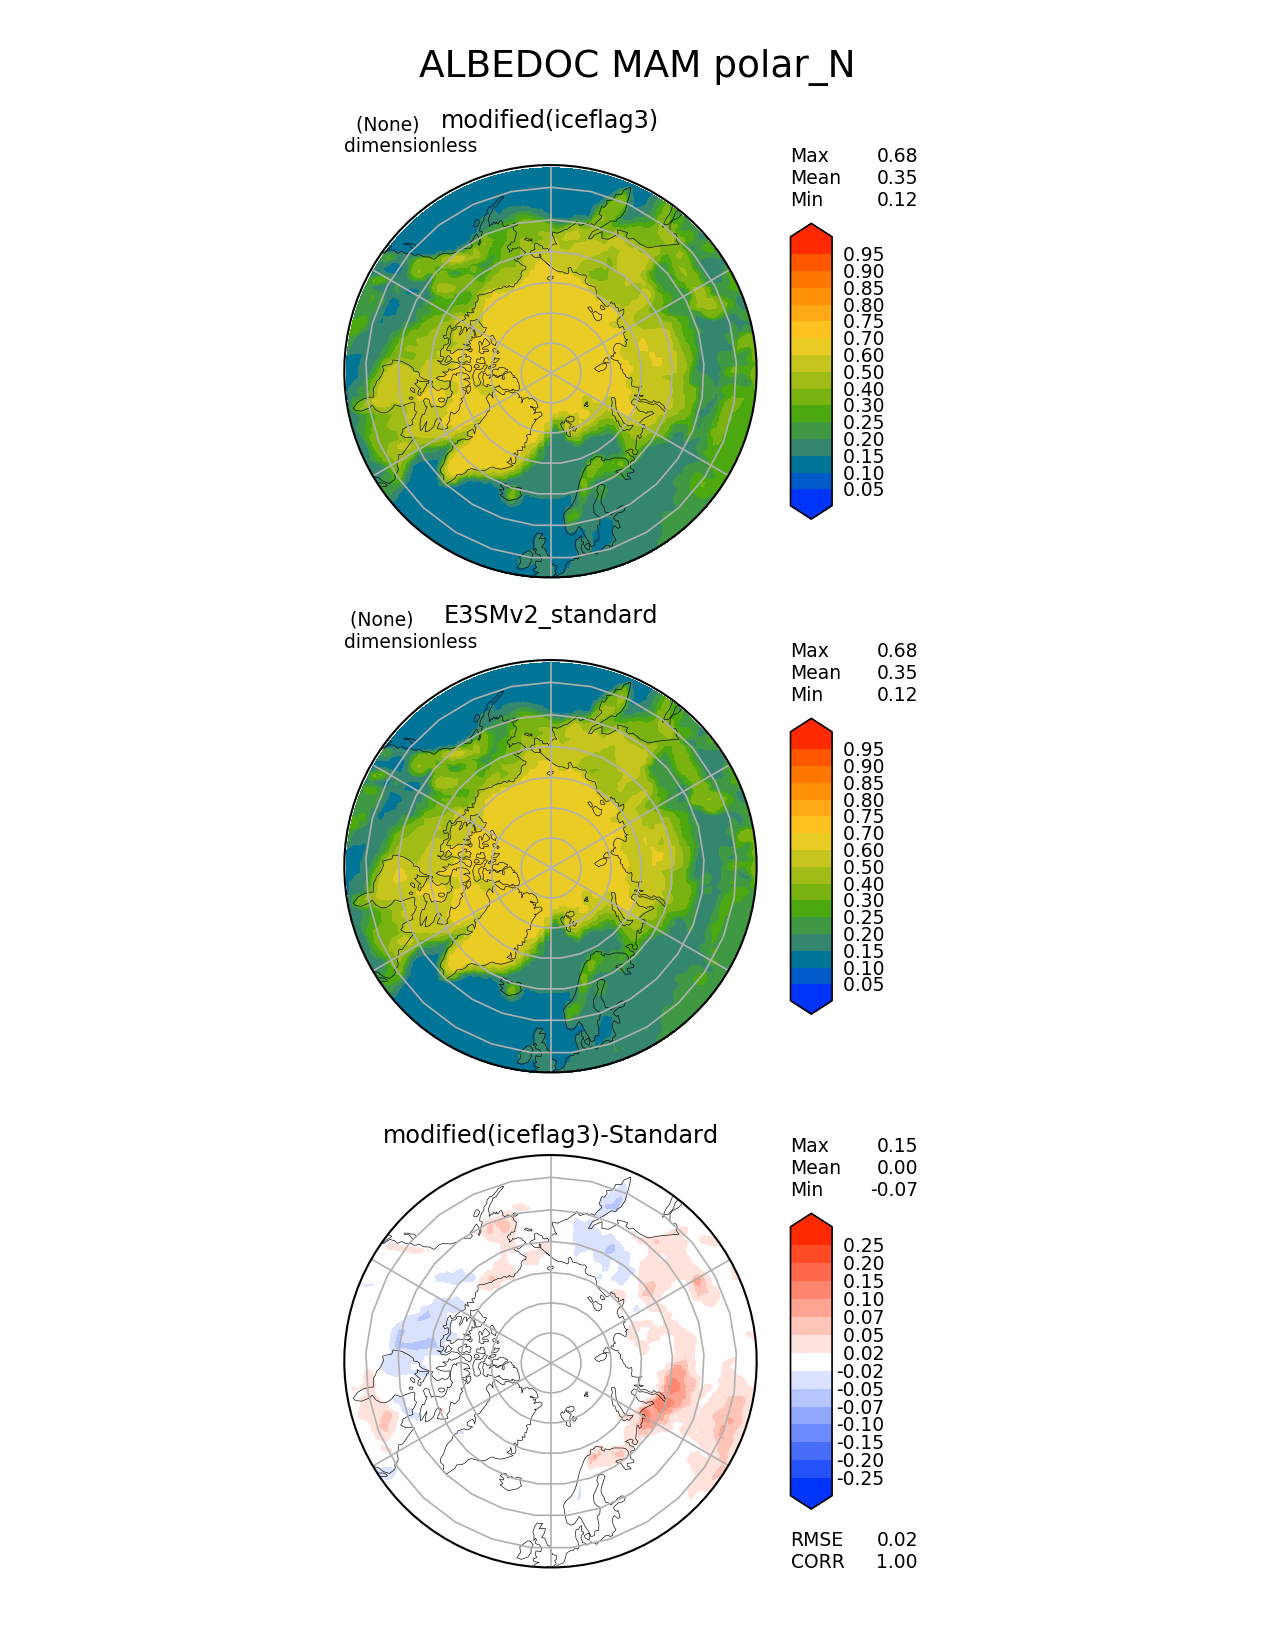 ALBEDOC MAM polar_N
(None) modified(iceflag3)
dimensionless
Max 0.68
Mean 0.35
Min 0.12
0.95
0.90
0.85
0.80
0.75
0.70
0.60
0.50
0.40
0.30
0.25
0.20
0.15
0.10
0.05
(None) E3SMv2_standard
dimensionless
Max 0.68
Mean 0.35
Min 0.12
0.95
0.90
0.85
0.80
0.75
0.70
0.60
0.50
0.40
0.30
0.25
0.20
0.15
0.10
0.05
modified(iceflag3)-Standard
Max 0.15
Mean 0.00
Min -0.07
0.25
0.20
0.15
0.10
0.07
0.05
0.02
-0.02
-0.05
-0.07
-0.10
-0.15
-0.20
-0.25
RMSE 0.02
CORR 1.00